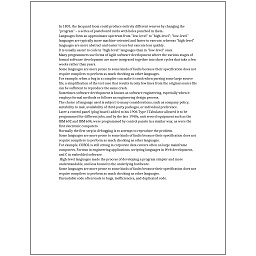 In 1801, the Jacquard loom could produce entirely different weaves by changing the
"program" – a series of pasteboard cards with holes punched in them.
Languages form an approximate spectrum from "low-level" to "high-level"; "low-level"
languages are typically more machine-oriented and faster to execute, whereas "high-level"
languages are more abstract and easier to use but execute less quickly.
It is usually easier to code in "high-level" languages than in "low-level" ones.
Many programmers use forms of Agile software development where the various stages of
formal software development are more integrated together into short cycles that take a few
weeks rather than years.
Some languages are more prone to some kinds of faults because their specification does not
require compilers to perform as much checking as other languages.
For example, when a bug in a compiler can make it crash when parsing some large source
file, a simplification of the test case that results in only few lines from the original source file
can be sufficient to reproduce the same crash.
Sometimes software development is known as software engineering, especially when it
employs formal methods or follows an engineering design process.
The choice of language used is subject to many considerations, such as company policy,
suitability to task, availability of third-party packages, or individual preference.
Later a control panel (plug board) added to his 1906 Type I Tabulator allowed it to be
programmed for different jobs, and by the late 1940s, unit record equipment such as the
IBM 602 and IBM 604, were programmed by control panels in a similar way, as were the
first electronic computers.
Normally the first step in debugging is to attempt to reproduce the problem.
Some languages are more prone to some kinds of faults because their specification does not
require compilers to perform as much checking as other languages.
For example, COBOL is still strong in corporate data centers often on large mainframe
computers, Fortran in engineering applications, scripting languages in Web development,
and C in embedded software.
High-level languages made the process of developing a program simpler and more
understandable, and less bound to the underlying hardware.
Some languages are more prone to some kinds of faults because their specification does not
require compilers to perform as much checking as other languages.
Unreadable code often leads to bugs, inefficiencies, and duplicated code.